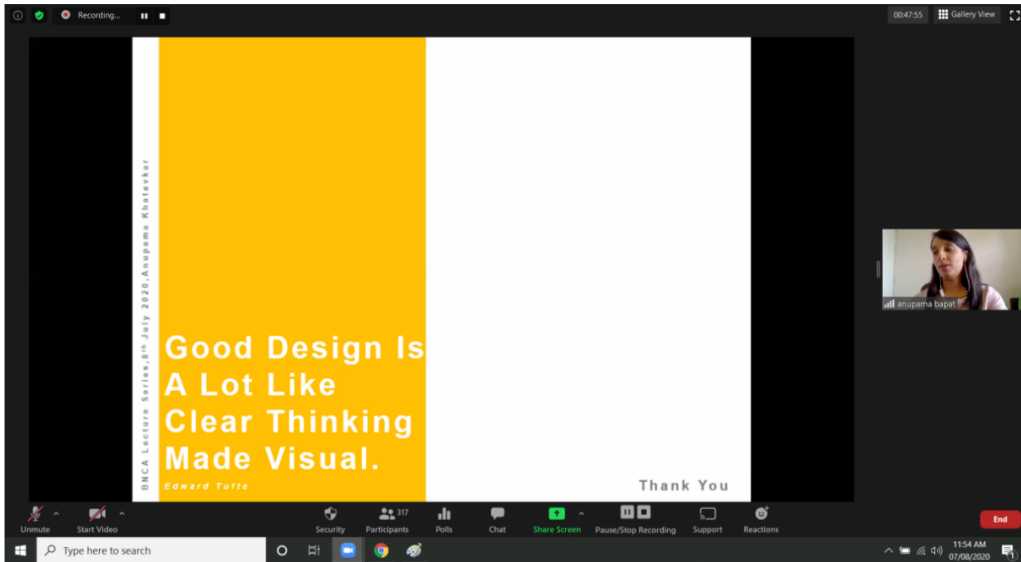 Recording...
00:47:55
Gallery View
BNCA Lecture Series,8th July 2020,Anupama Khatavkar
Good Design Is
A Lot Like
Clear Thinking
Made Visual.
Edward Tufte
Thank You
anupama bapat
Unmute
Start Video
Security
317
Participants
Polls
Chat
Share Screen
Pause/Stop Recording
Support
Reactions
End
Type here to search
11:54 AM
07/08/2020
1